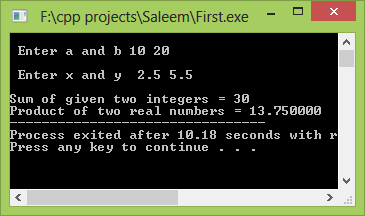 F:\cpp projects\Saleem\First.exe
Enter a and b 10 20
Enter x and y  2.5 5.5
Sum of given two integers = 30
Product of two real numbers = 13.750000
--------------------------------
Process exited after 10.18 seconds with r
Press any key to continue . . .